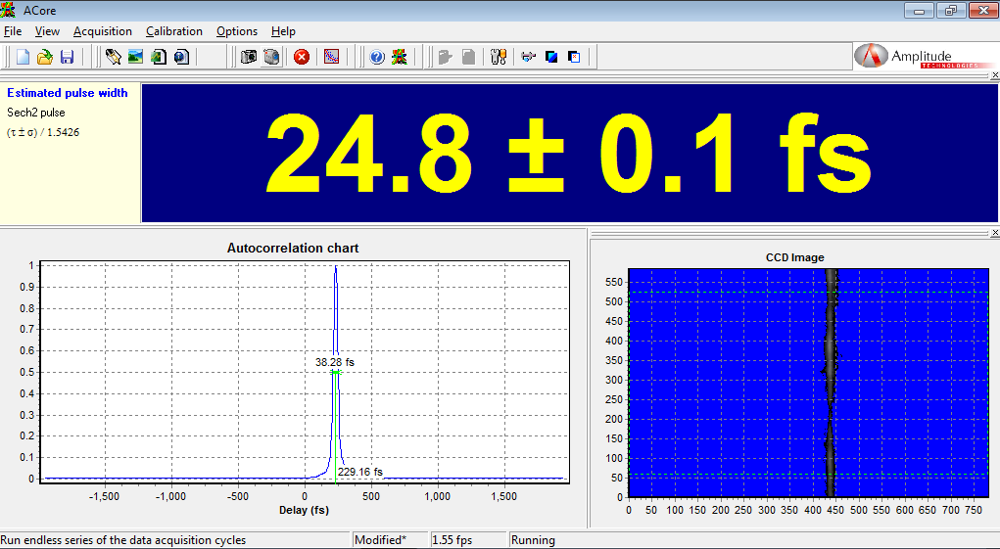 ACore
File View Acquisition Calibration Options Help
Amplitude
TECHNOLOGIES
Estimated pulse width
Sech2 pulse
(τ ± σ) / 1.5426
24.8 ± 0.1 fs
Autocorrelation chart
1
0.9
0.8
0.7
0.6
0.5
0.4
0.3
0.2
0.1
0
38.28 fs
229.16 fs
-1,500 -1,000 -500 0 500 1,000 1,500
Delay (fs)
CCD Image
550
500
450
400
350
300
250
200
150
100
50
0
0 50 100 150 200 250 300 350 400 450 500 550 600 650 700 750
Run endless series of the data acquisition cycles Modified* 1.55 fps Running